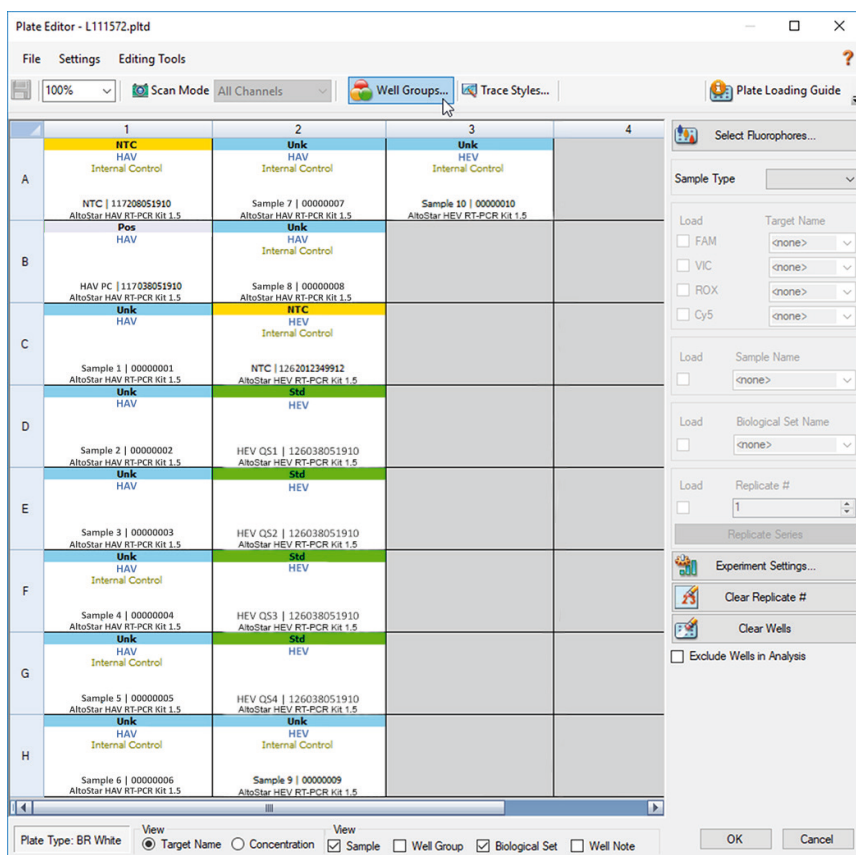 Plate Editor - L111572.pltd
File Settings Editing Tools ?
100% Scan Mode All Channels Well Groups... Trace Styles... Plate Loading Guide
1 2 3 4
A
NTC
HAV
Internal Control
NTC | 117208051910
AltoStar HAV RT-PCR Kit 1.5
Unk
HAV
Internal Control
Sample 7 | 00000007
AltoStar HAV RT-PCR Kit 1.5
Unk
HEV
Internal Control
Sample 10 | 00000010
AltoStar HEV RT-PCR Kit 1.5
B
Pos
HAV
HAV PC | 117038051910
AltoStar HAV RT-PCR Kit 1.5
Unk
HAV
Internal Control
Sample 8 | 00000008
AltoStar HAV RT-PCR Kit 1.5
C
Unk
HAV
Sample 1 | 00000001
AltoStar HAV RT-PCR Kit 1.5
NTC
HEV
Internal Control
NTC | 1262012349912
AltoStar HEV RT-PCR Kit 1.5
D
Unk
HAV
Sample 2 | 00000002
AltoStar HAV RT-PCR Kit 1.5
Std
HEV
HEV QS1 | 126038051910
AltoStar HEV RT-PCR Kit 1.5
E
Unk
HAV
Sample 3 | 00000003
AltoStar HAV RT-PCR Kit 1.5
Std
HEV
HEV QS2 | 126038051910
AltoStar HEV RT-PCR Kit 1.5
F
Unk
HAV
Internal Control
Sample 4 | 00000004
AltoStar HAV RT-PCR Kit 1.5
Std
HEV
HEV QS3 | 126038051910
AltoStar HEV RT-PCR Kit 1.5
G
Unk
HAV
Internal Control
Sample 5 | 00000005
AltoStar HAV RT-PCR Kit 1.5
Std
HEV
HEV QS4 | 126038051910
AltoStar HEV RT-PCR Kit 1.5
H
Unk
HAV
Internal Control
Sample 6 | 00000006
AltoStar HAV RT-PCR Kit 1.5
Unk
HEV
Internal Control
Sample 9 | 00000009
AltoStar HEV RT-PCR Kit 1.5
Select Fluorophores...
Sample Type
Load Target Name
FAM <none>
VIC <none>
ROX <none>
Cy5 <none>
Load Sample Name
<none>
Load Biological Set Name
<none>
Load Replicate #
1
Replicate Series
Experiment Settings...
Clear Replicate #
Clear Wells
Exclude Wells in Analysis
Plate Type: BR White
View
Target Name Concentration
View
Sample Well Group Biological Set Well Note
OK Cancel